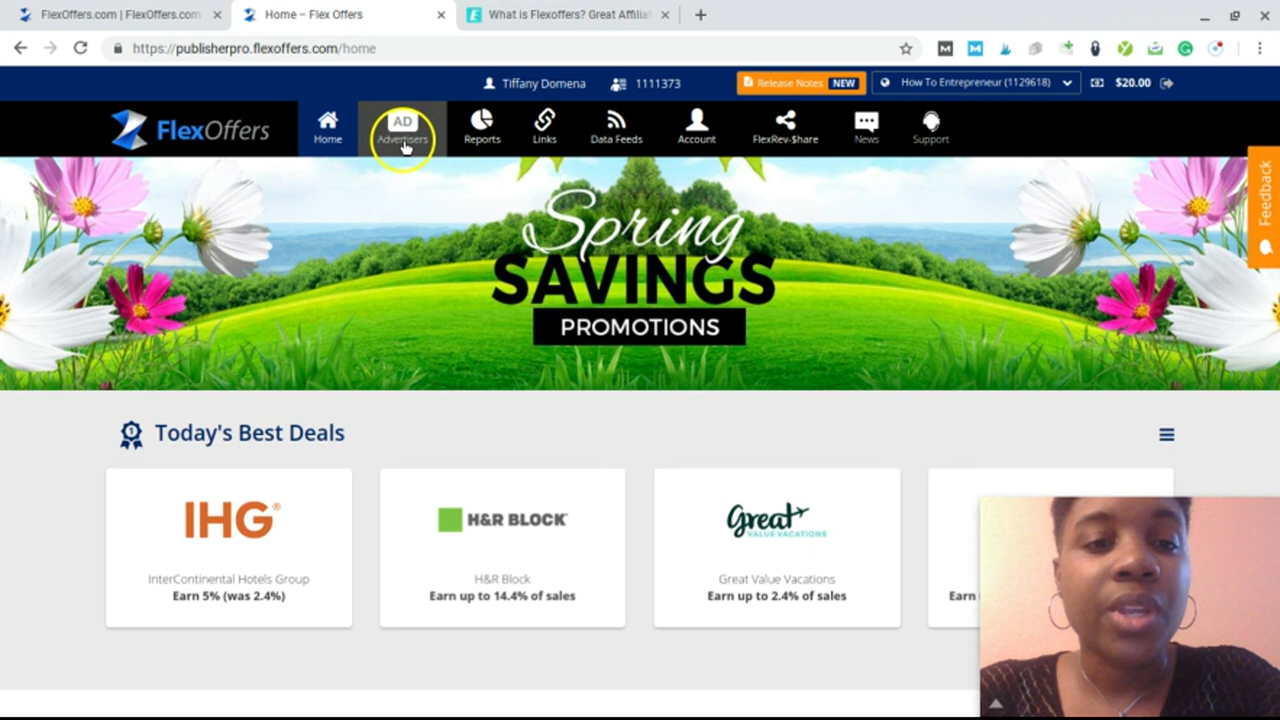 FlexOffers.com | FlexOffers.com
Home – Flex Offers
What is Flexoffers? Great Affilia
https://publisherpro.flexoffers.com/home
Tiffany Domena
1111373
Release Notes NEW
How To Entrepreneur (1129618)
$20.00
FlexOffers
Home
AD
Advertisers
Reports
Links
Data Feeds
Account
FlexRev-$hare
News
Support
Feedback
Spring
SAVINGS
PROMOTIONS
1
Today's Best Deals
IHG®
InterContinental Hotels Group
Earn 5% (was 2.4%)
H&R BLOCK
H&R Block
Earn up to 14.4% of sales
Great
VALUE VACATIONS
Great Value Vacations
Earn up to 2.4% of sales
Earn